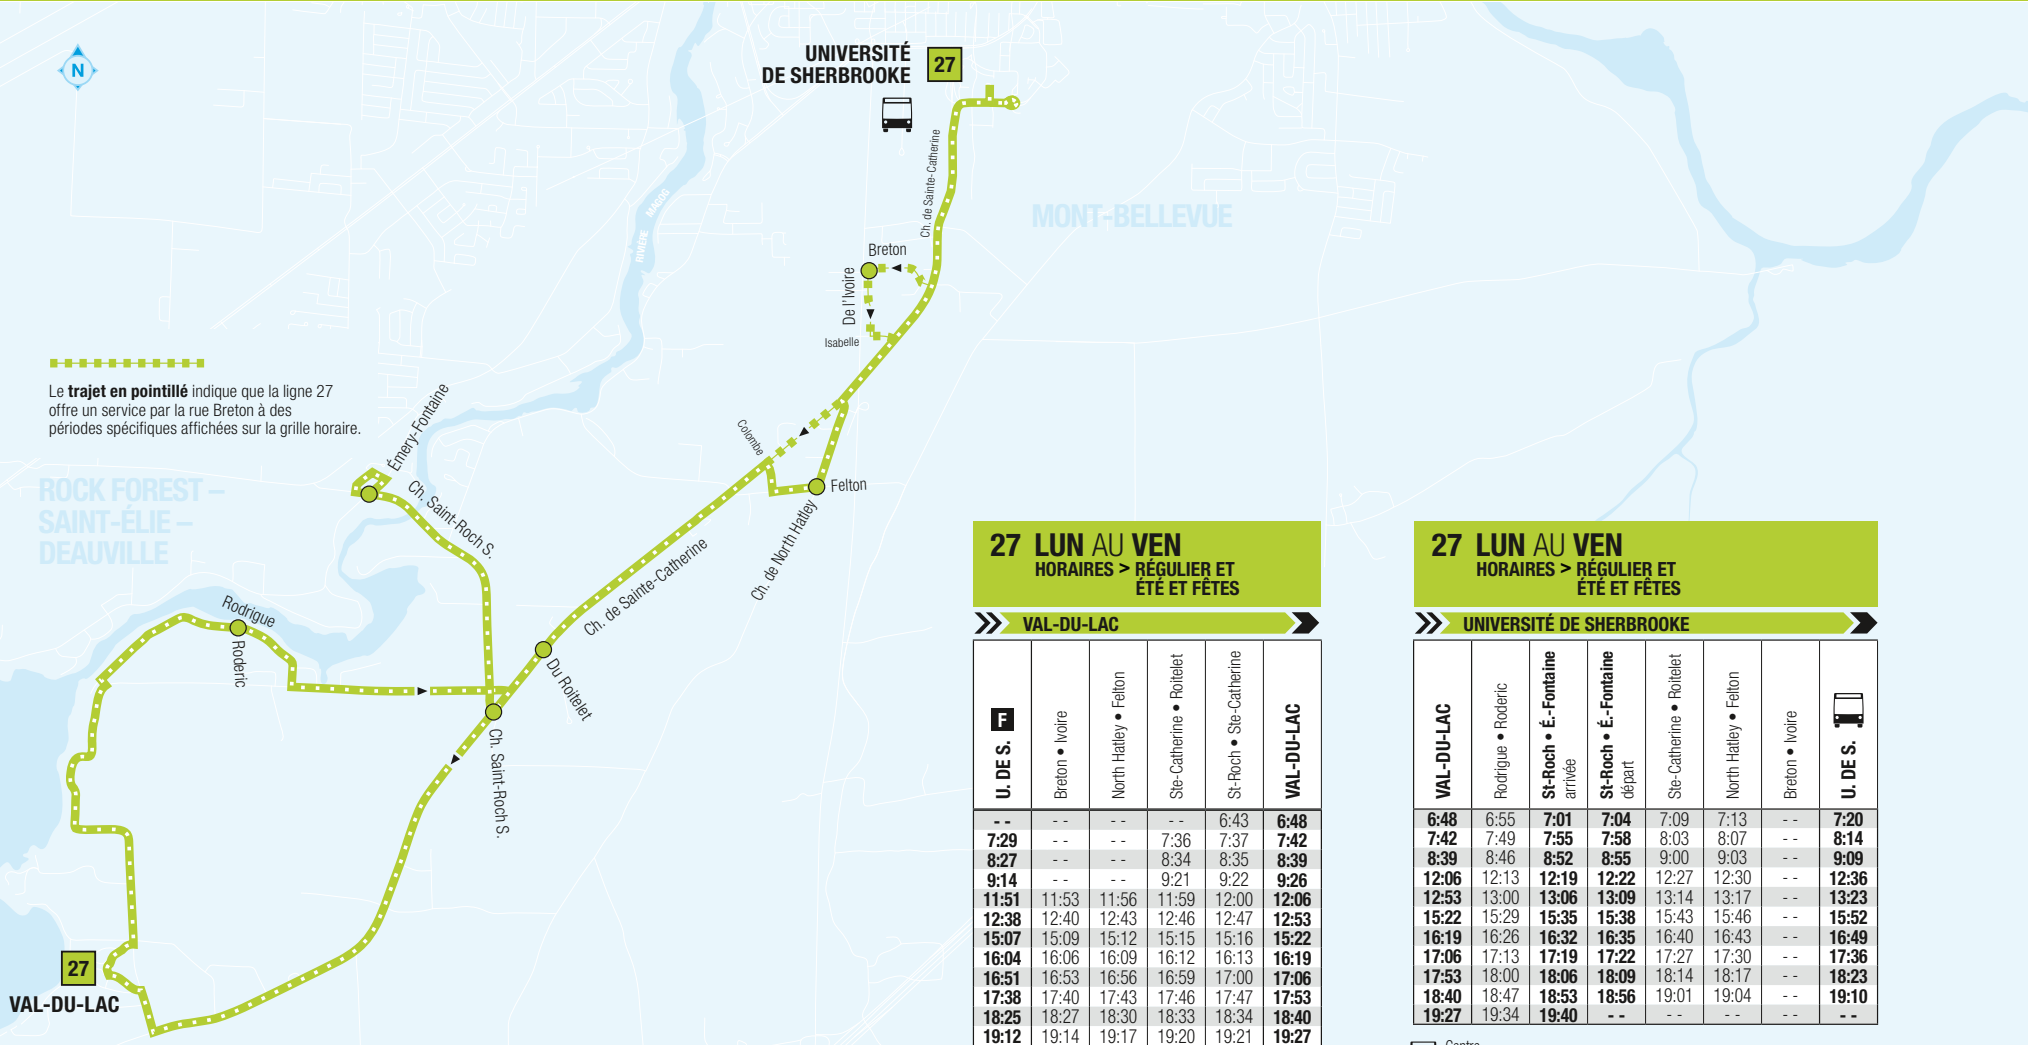 N
UNIVERSITÉ
DE SHERBROOKE
27
Ch. de Sainte-Catherine
RIVIÈRE MAGOG
MONT-BELLEVUE
Breton
De l'Ivoire
Isabelle
Le trajet en pointillé indique que la ligne 27
offre un service par la rue Breton à des
périodes spécifiques affichées sur la grille horaire.
Émery-Fontaine
Colombe
Felton
Ch. Saint-Roch S.
ROCK FOREST –
SAINT-ÉLIE –
DEAUVILLE
Ch. de North Hatley
Ch. de Sainte-Catherine
Rodrigue
Roderic
Du Roitelet
Ch. Saint-Roch S.
27
VAL-DU-LAC
27 LUN AU VEN
HORAIRES > RÉGULIER ET
ÉTÉ ET FÊTES
VAL-DU-LAC
U. DE S. F Breton • Ivoire North Hatley • Felton Ste-Catherine • Roitelet St-Roch • Ste-Catherine VAL-DU-LAC
- - - - - - - - 6:43 6:48
7:29 - - - - 7:36 7:37 7:42
8:27 - - - - 8:34 8:35 8:39
9:14 - - - - 9:21 9:22 9:26
11:51 11:53 11:56 11:59 12:00 12:06
12:38 12:40 12:43 12:46 12:47 12:53
15:07 15:09 15:12 15:15 15:16 15:22
16:04 16:06 16:09 16:12 16:13 16:19
16:51 16:53 16:56 16:59 17:00 17:06
17:38 17:40 17:43 17:46 17:47 17:53
18:25 18:27 18:30 18:33 18:34 18:40
19:12 19:14 19:17 19:20 19:21 19:27
27 LUN AU VEN
HORAIRES > RÉGULIER ET
ÉTÉ ET FÊTES
UNIVERSITÉ DE SHERBROOKE
VAL-DU-LAC Rodrigue • Roderic St-Roch • É.-Fontaine arrivée St-Roch • É.-Fontaine départ Ste-Catherine • Roitelet North Hatley • Felton Breton • Ivoire U. DE S.
6:48 6:55 7:01 7:04 7:09 7:13 - - 7:20
7:42 7:49 7:55 7:58 8:03 8:07 - - 8:14
8:39 8:46 8:52 8:55 9:00 9:03 - - 9:09
12:06 12:13 12:19 12:22 12:27 12:30 - - 12:36
12:53 13:00 13:06 13:09 13:14 13:17 - - 13:23
15:22 15:29 15:35 15:38 15:43 15:46 - - 15:52
16:19 16:26 16:32 16:35 16:40 16:43 - - 16:49
17:06 17:13 17:19 17:22 17:27 17:30 - - 17:36
17:53 18:00 18:06 18:09 18:14 18:17 - - 18:23
18:40 18:47 18:53 18:56 19:01 19:04 - - 19:10
19:27 19:34 19:40 - - - - - - - - - -